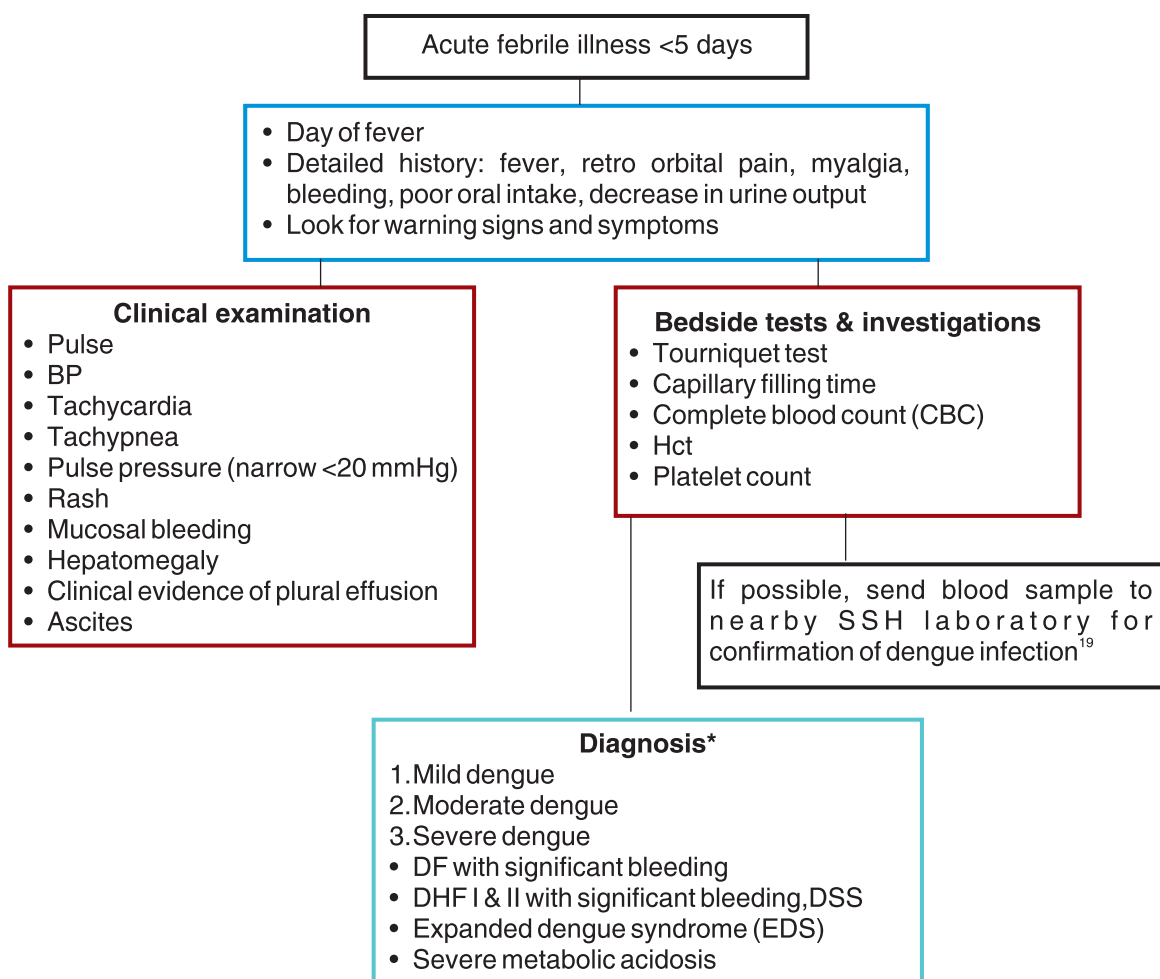 Acute febrile illness <5 days
• Day of fever
• Detailed history: fever, retro orbital pain, myalgia,
bleeding, poor oral intake, decrease in urine output
• Look for warning signs and symptoms
Clinical examination
• Pulse
• BP
• Tachycardia
• Tachypnea
• Pulse pressure (narrow <20 mmHg)
• Rash
• Mucosal bleeding
• Hepatomegaly
• Clinical evidence of plural effusion
• Ascites
Bedside tests & investigations
• Tourniquet test
• Capillary filling time
• Complete blood count (CBC)
• Hct
• Platelet count
If possible, send blood sample to
nearby SSH laboratory for
confirmation of dengue infection19
Diagnosis*
1.Mild dengue
2.Moderate dengue
3.Severe dengue
• DF with significant bleeding
• DHF I & II with significant bleeding,DSS
• Expanded dengue syndrome (EDS)
• Severe metabolic acidosis